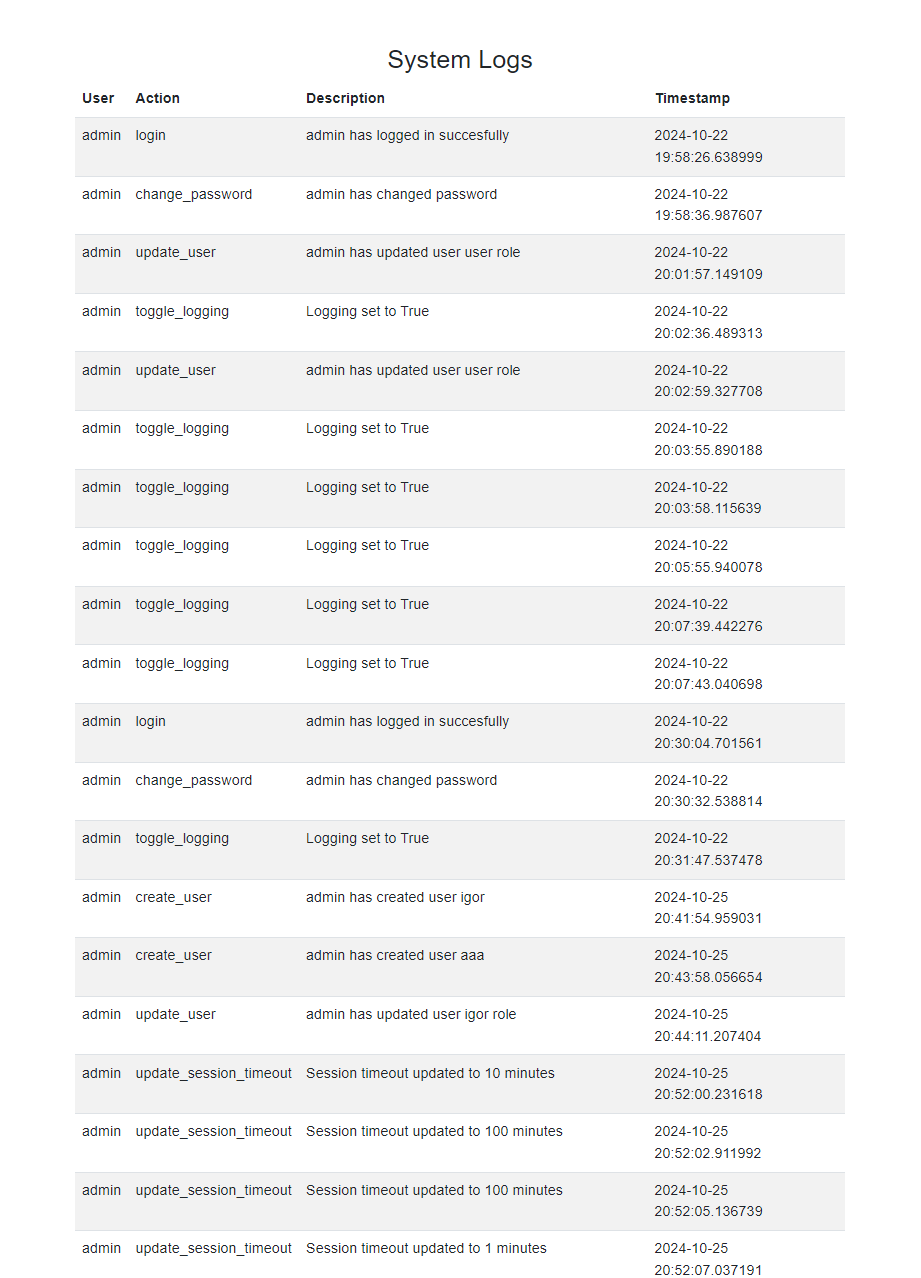 System Logs
User Action Description Timestamp
admin login admin has logged in succesfully 2024-10-22
19:58:26.638999
admin change_password admin has changed password 2024-10-22
19:58:36.987607
admin update_user admin has updated user user role 2024-10-22
20:01:57.149109
admin toggle_logging Logging set to True 2024-10-22
20:02:36.489313
admin update_user admin has updated user user role 2024-10-22
20:02:59.327708
admin toggle_logging Logging set to True 2024-10-22
20:03:55.890188
admin toggle_logging Logging set to True 2024-10-22
20:03:58.115639
admin toggle_logging Logging set to True 2024-10-22
20:05:55.940078
admin toggle_logging Logging set to True 2024-10-22
20:07:39.442276
admin toggle_logging Logging set to True 2024-10-22
20:07:43.040698
admin login admin has logged in succesfully 2024-10-22
20:30:04.701561
admin change_password admin has changed password 2024-10-22
20:30:32.538814
admin toggle_logging Logging set to True 2024-10-22
20:31:47.537478
admin create_user admin has created user igor 2024-10-25
20:41:54.959031
admin create_user admin has created user aaa 2024-10-25
20:43:58.056654
admin update_user admin has updated user igor role 2024-10-25
20:44:11.207404
admin update_session_timeout Session timeout updated to 10 minutes 2024-10-25
20:52:00.231618
admin update_session_timeout Session timeout updated to 100 minutes 2024-10-25
20:52:02.911992
admin update_session_timeout Session timeout updated to 100 minutes 2024-10-25
20:52:05.136739
admin update_session_timeout Session timeout updated to 1 minutes 2024-10-25
20:52:07.037191